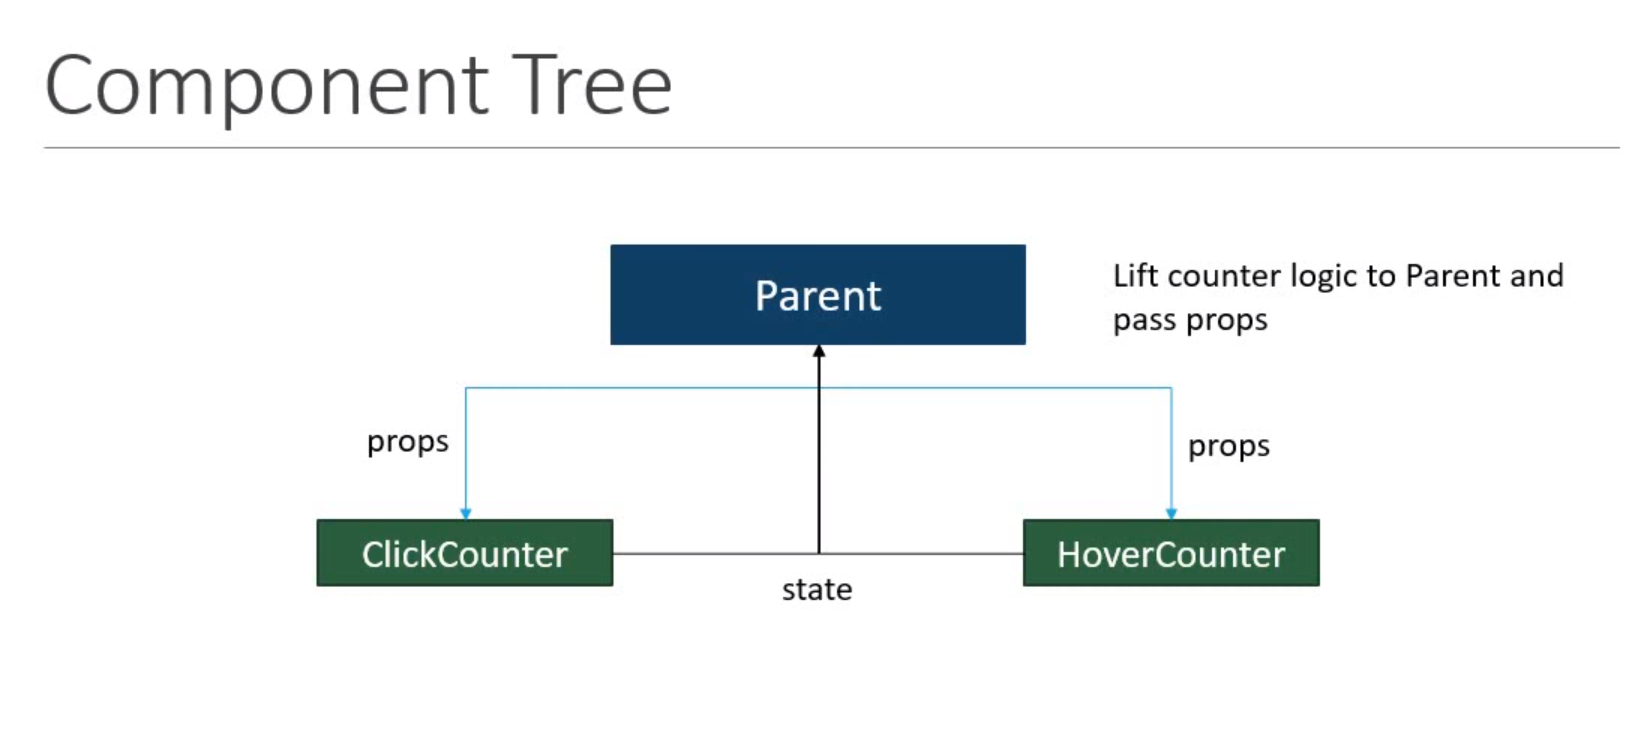 Component Tree
Parent
Lift counter logic to Parent and
pass props
props
props
ClickCounter
HoverCounter
state